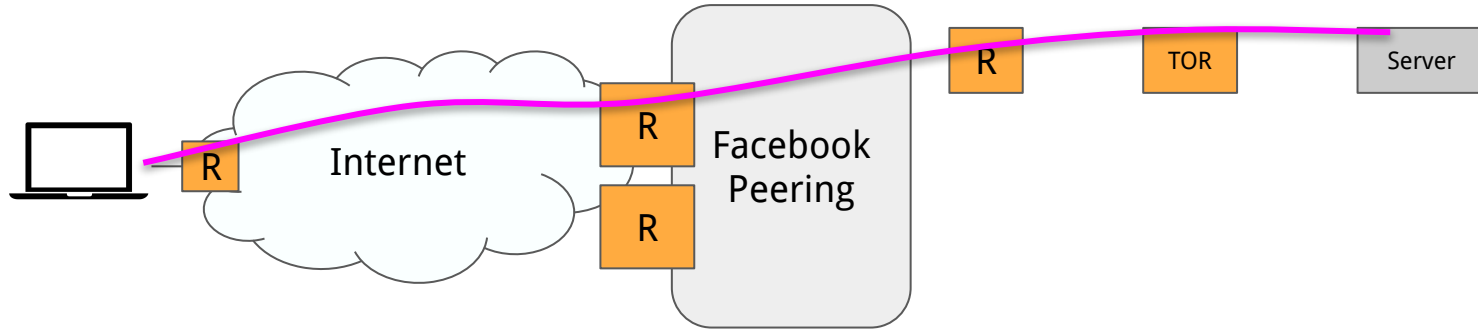 R
Internet
R
R
Facebook
Peering
R
TOR
Server